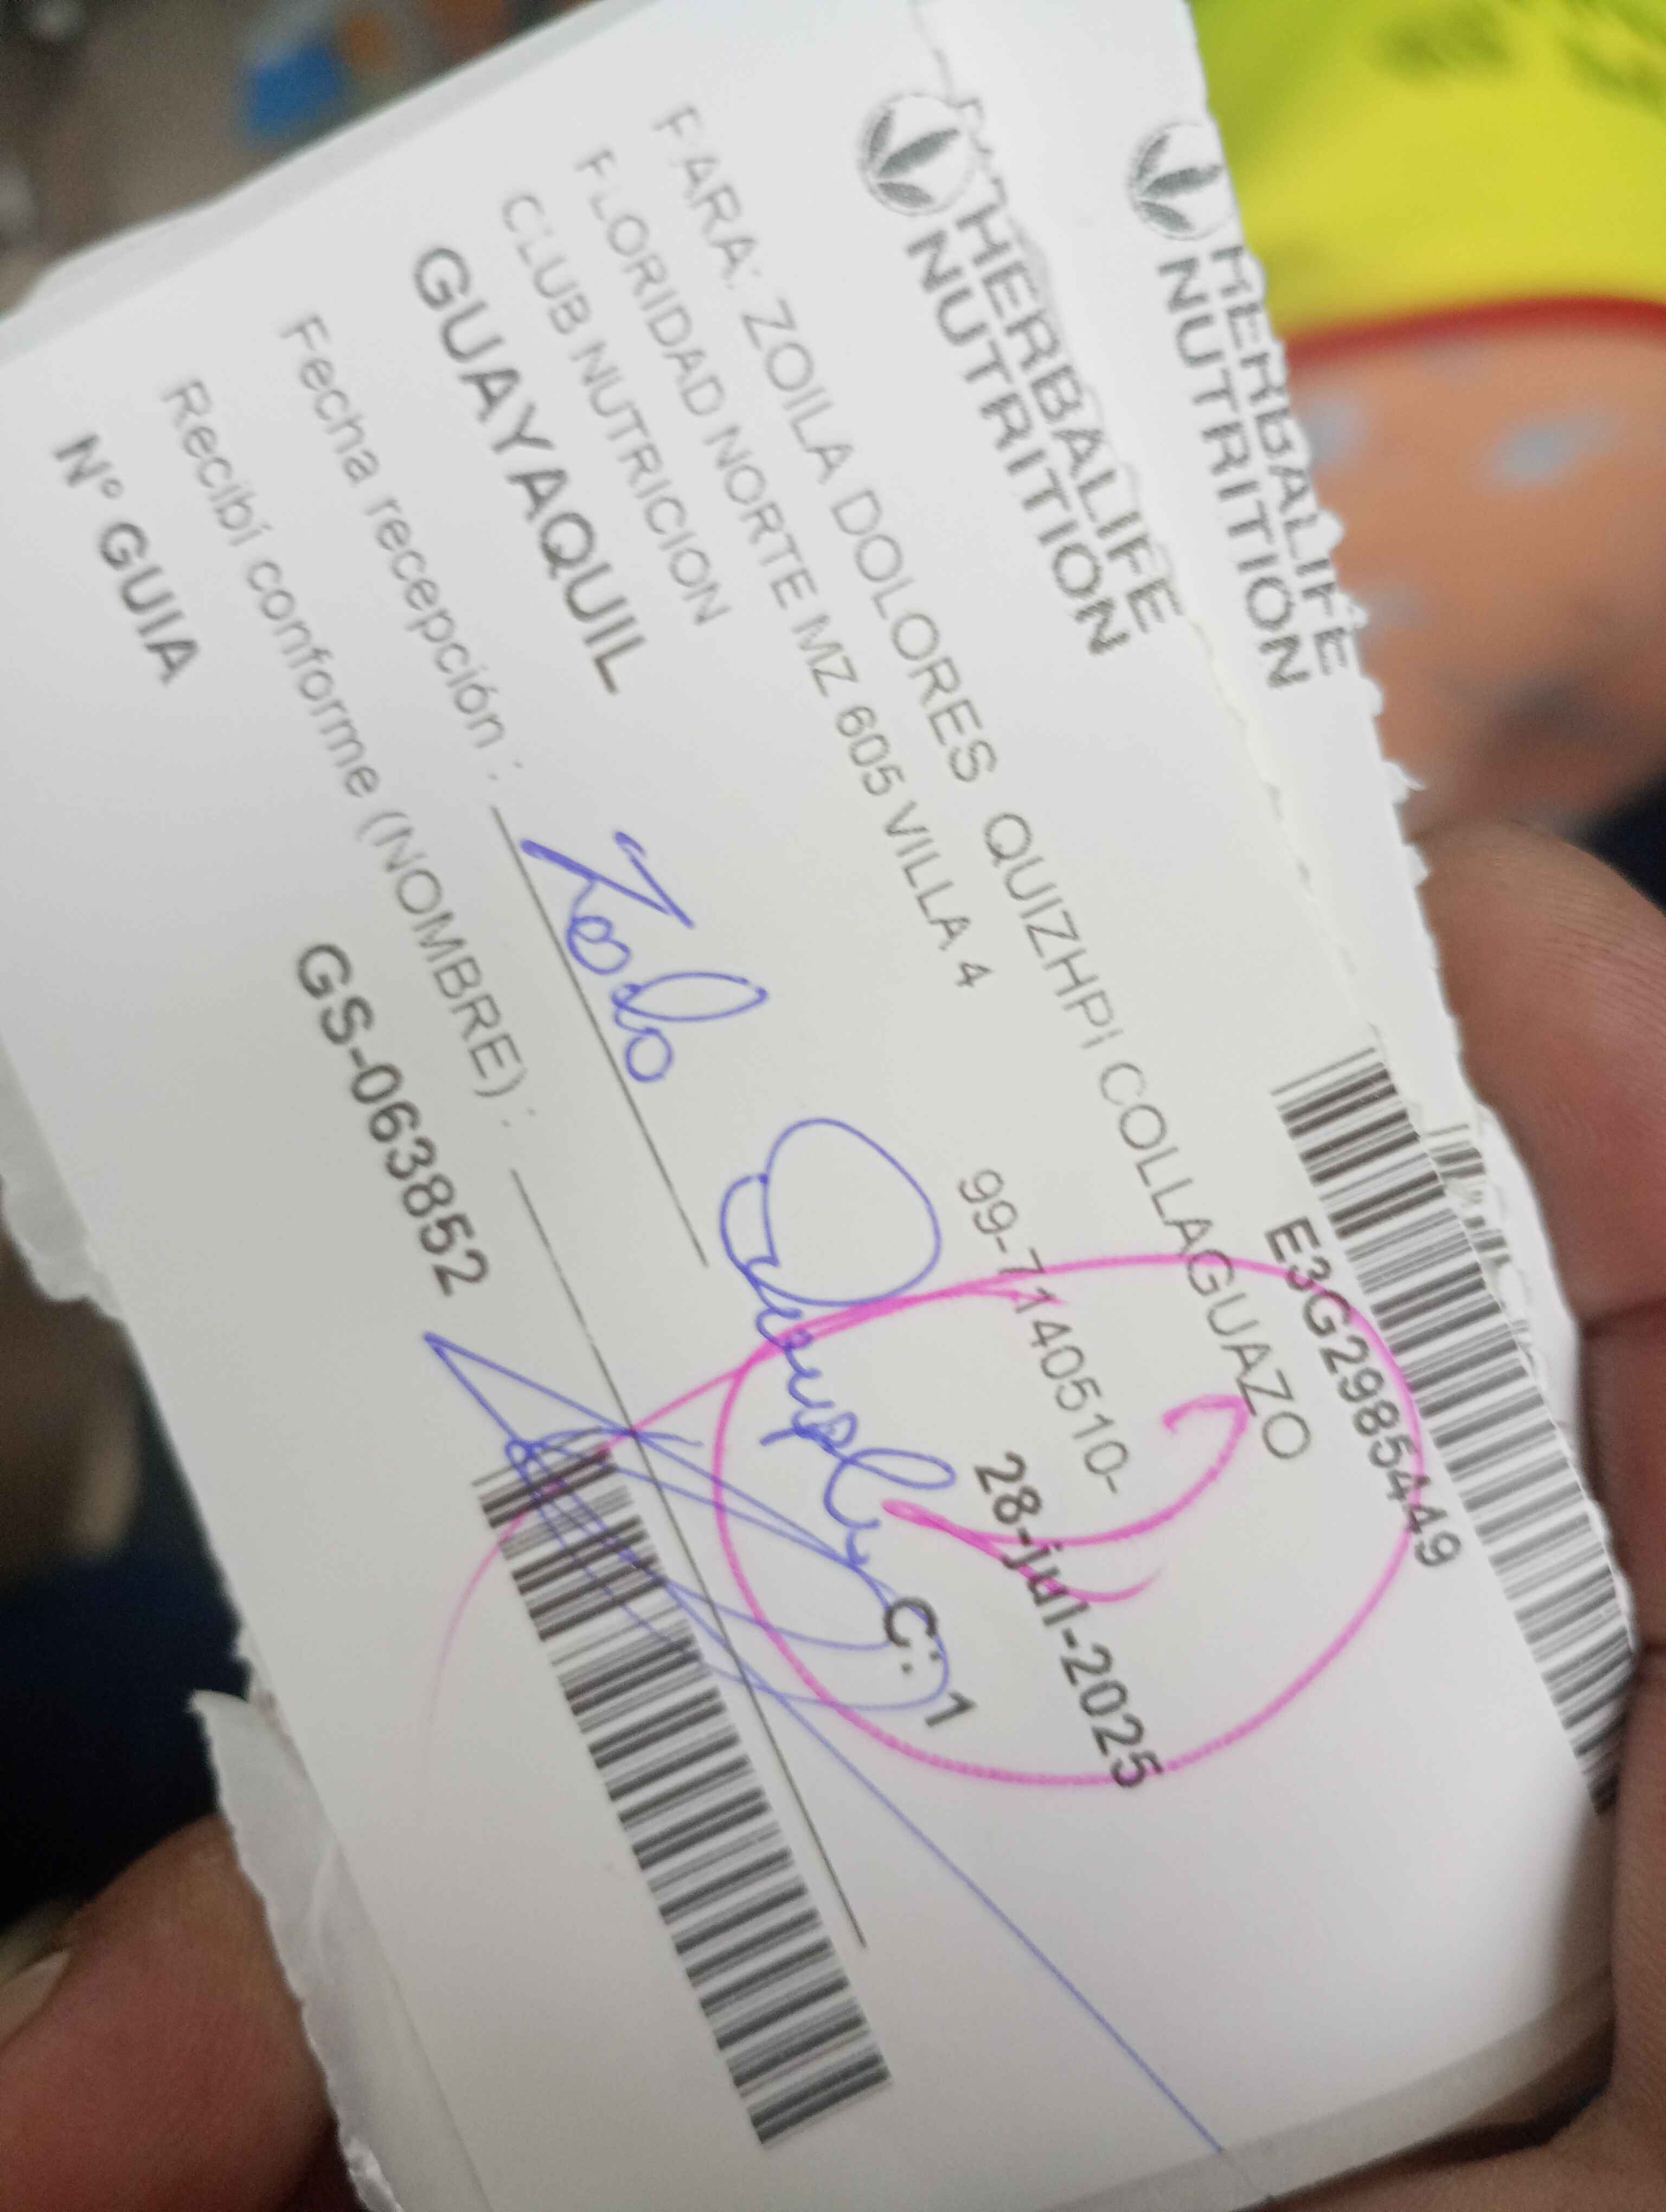 HERBALIFE
NUTRITION
HERBALIFE
NUTRITION
E3G2985449
PARA: ZOILA DOLORES QUIZHPI COLLAGUAZO
FLORIDAD NORTE MZ 605 VILLA 4
99-7140510-
CLUB NUTRICION
28-jul-2025
GUAYAQUIL
C: 1
Fecha recepción :
Recibí conforme (NOMBRE) :
Nº GUIA
GS-063852